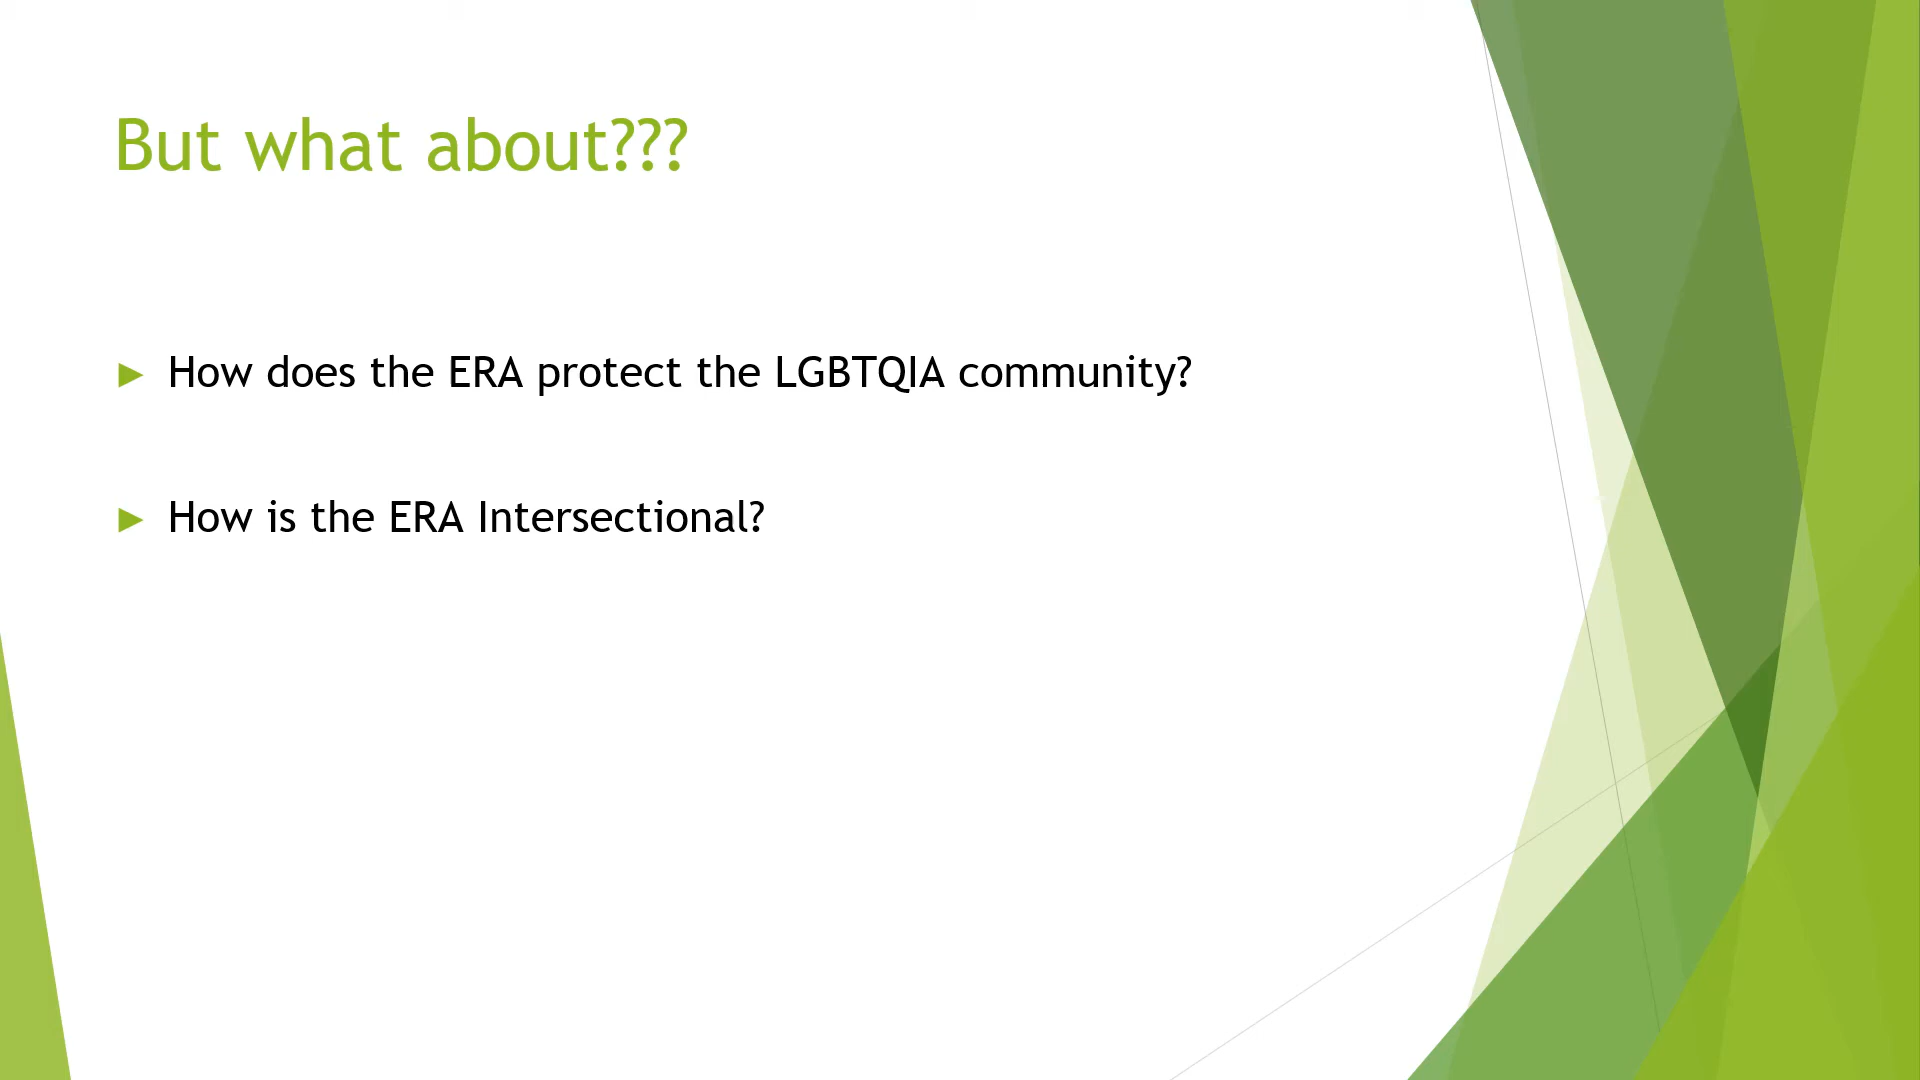 But what about???
How does the ERA protect the LGBTQIA community?
How is the ERA Intersectional?